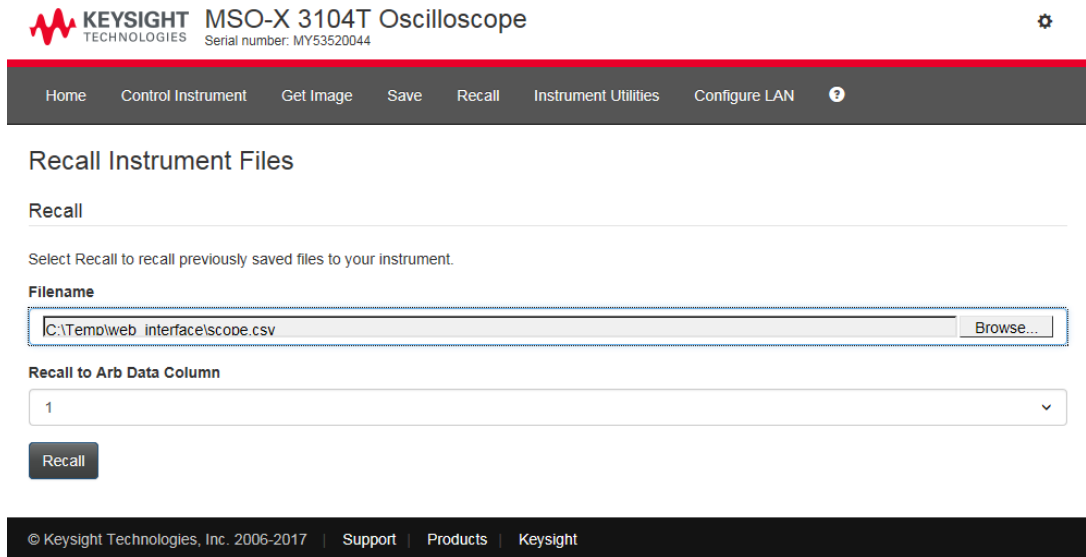 KEYSIGHT TECHNOLOGIES
MSO-X 3104T Oscilloscope
Serial number: MY53520044
Home Control Instrument Get Image Save Recall Instrument Utilities Configure LAN ?
Recall Instrument Files
Recall
Select Recall to recall previously saved files to your instrument.
Filename
C:\Temp\web_interface\scope.csv Browse...
Recall to Arb Data Column
1
Recall
© Keysight Technologies, Inc. 2006-2017 | Support | Products | Keysight